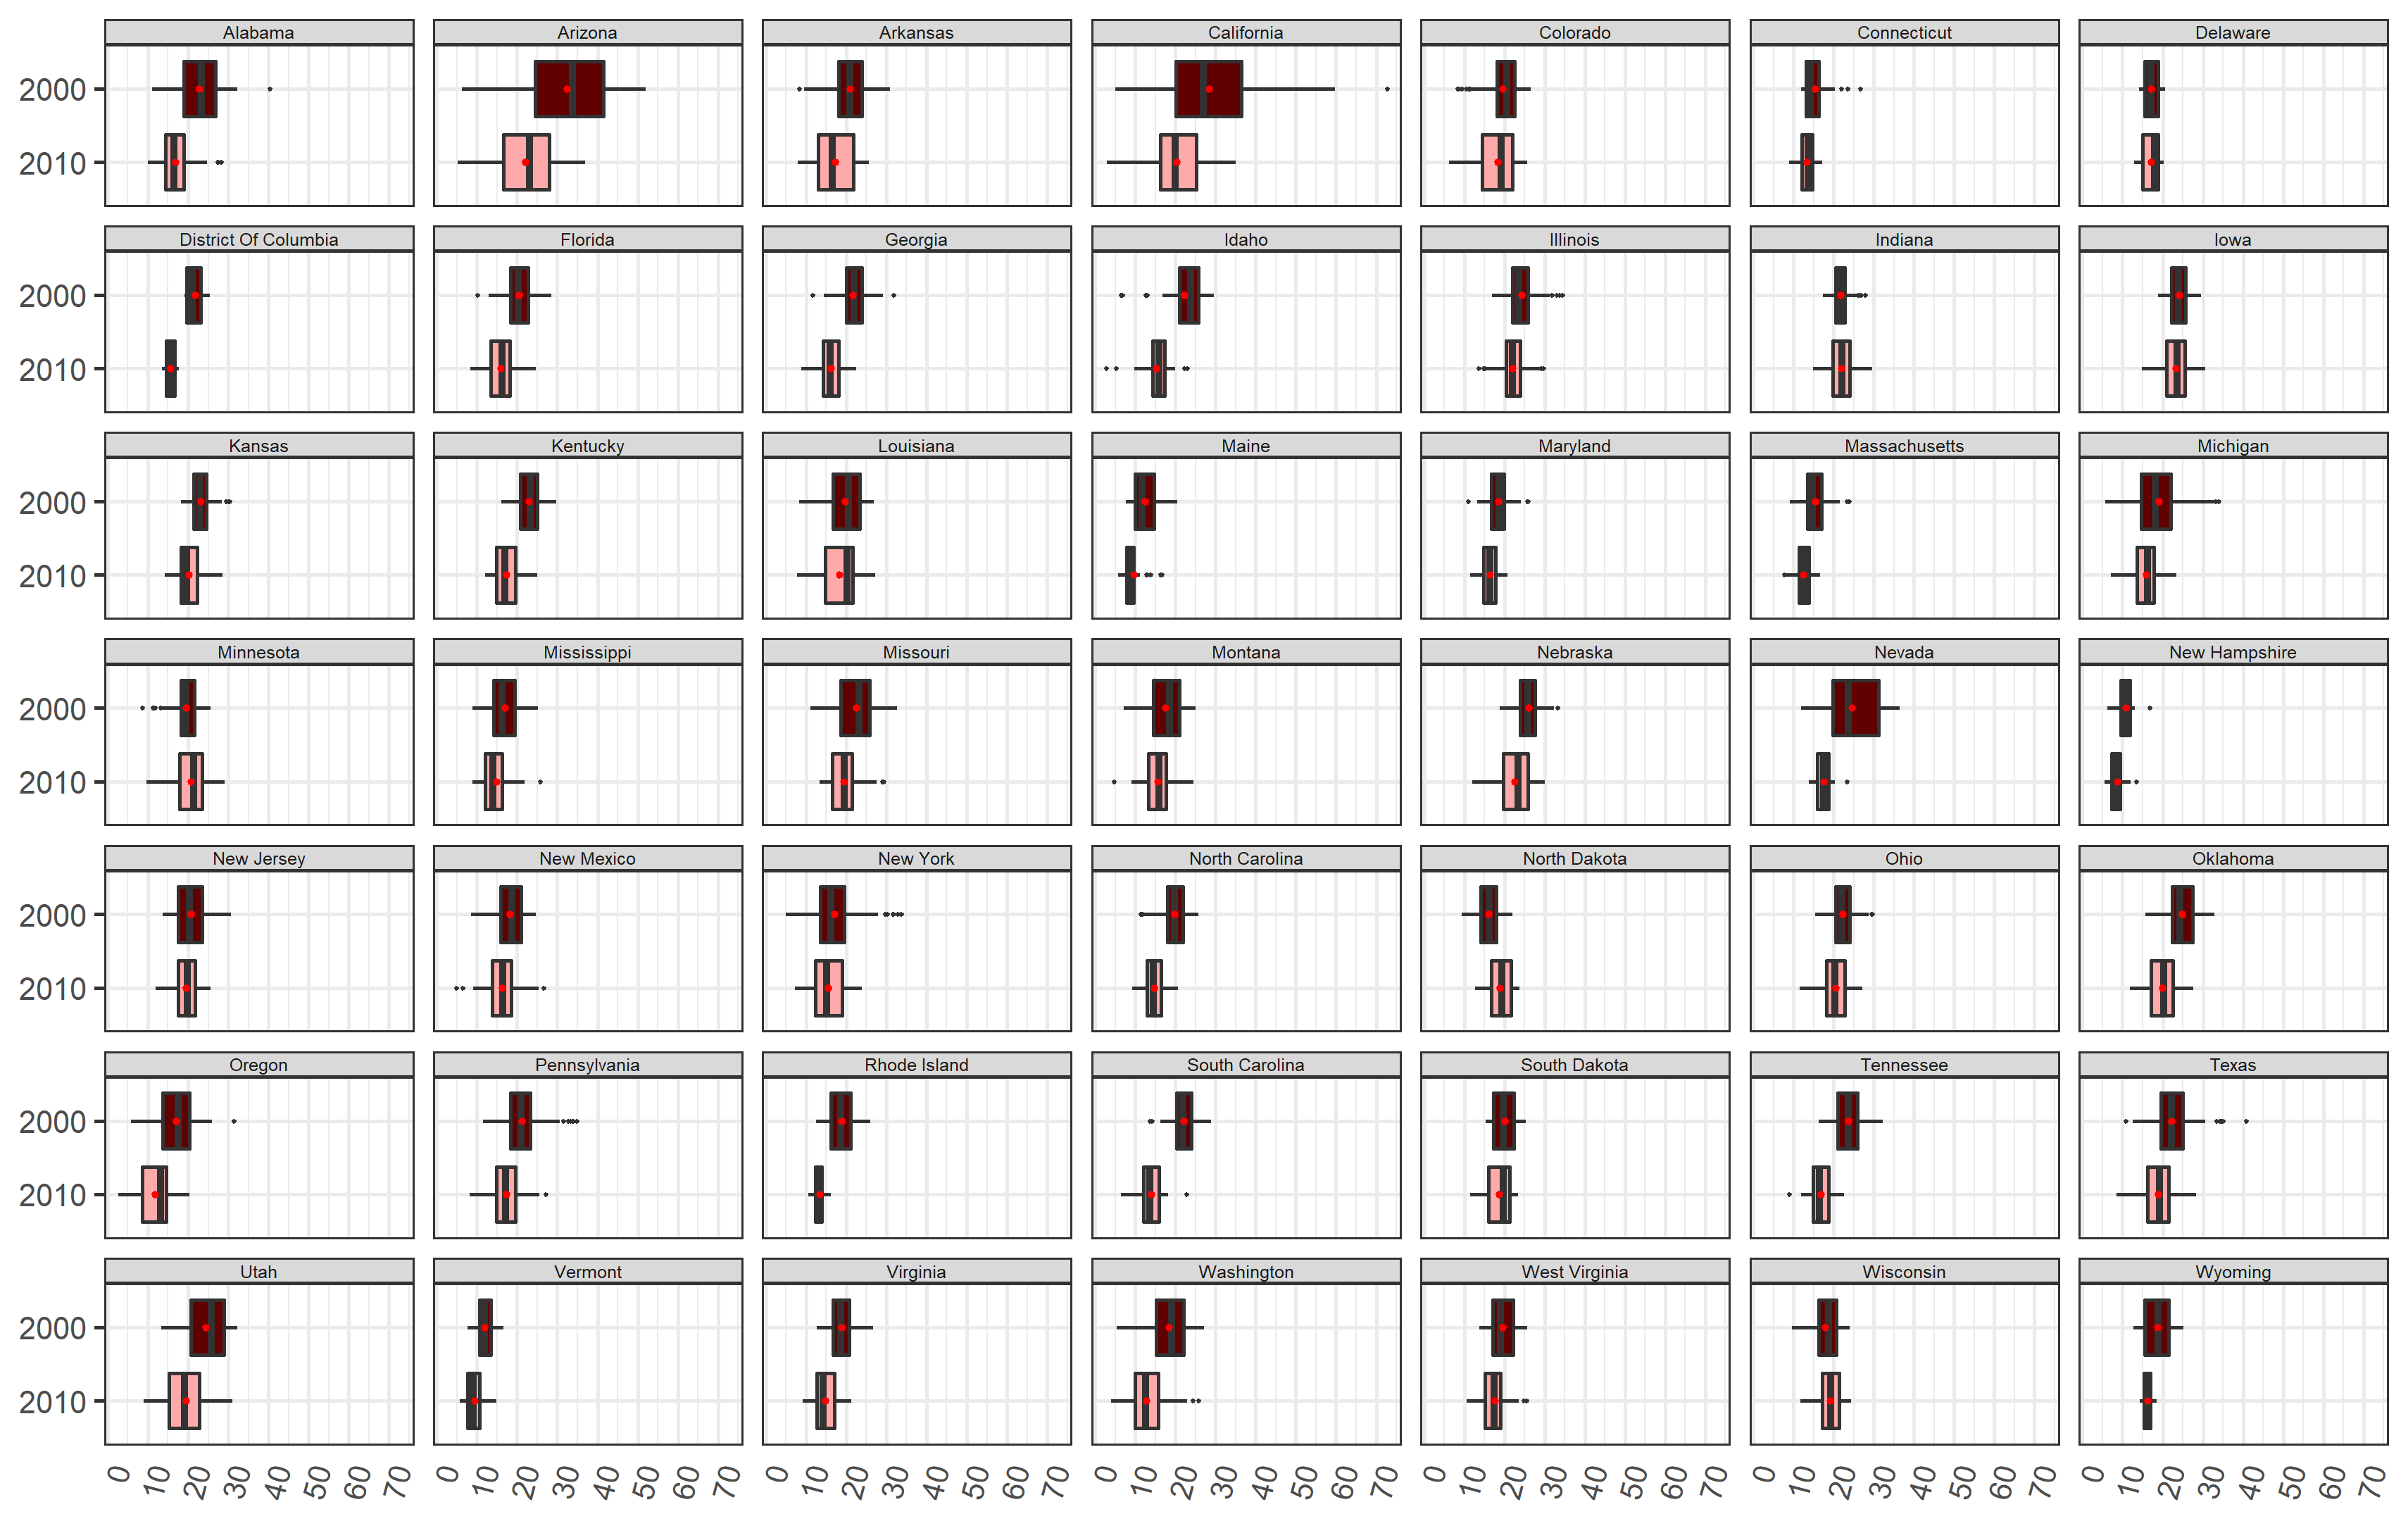 Alabama Arizona Arkansas California Colorado Connecticut Delaware
2000
2010
District Of Columbia Florida Georgia Idaho Illinois Indiana Iowa
2000
2010
Kansas Kentucky Louisiana Maine Maryland Massachusetts Michigan
2000
2010
Minnesota Mississippi Missouri Montana Nebraska Nevada New Hampshire
2000
2010
New Jersey New Mexico New York North Carolina North Dakota Ohio Oklahoma
2000
2010
Oregon Pennsylvania Rhode Island South Carolina South Dakota Tennessee Texas
2000
2010
Utah Vermont Virginia Washington West Virginia Wisconsin Wyoming
2000
2010
0 10 20 30 40 50 60 70 0 10 20 30 40 50 60 70 0 10 20 30 40 50 60 70 0 10 20 30 40 50 60 70 0 10 20 30 40 50 60 70 0 10 20 30 40 50 60 70 0 10 20 30 40 50 60 70